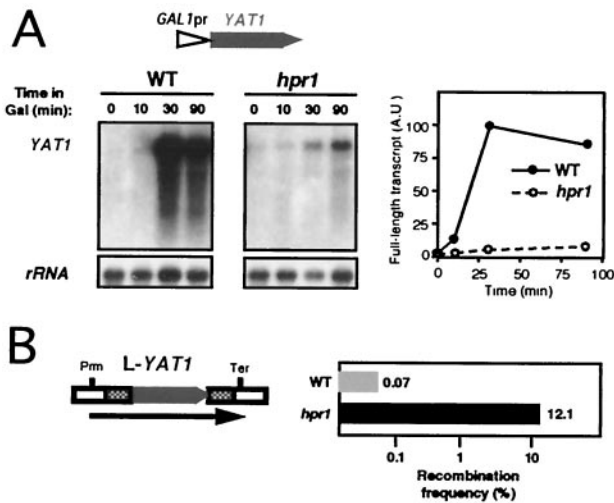 A
GAL1pr YAT1
WT
hpr1
Time in
Gal (min):
0 10 30 90
0 10 30 90
YAT1
rRNA
Full-length transcript (A.U)
100
75
50
25
0
WT
hpr1
0 25 50 75 100
Time (min)
B
Prm L-YAT1 Ter
WT 0.07
hpr1 12.1
0.1 1 10
Recombination
frequency (%)